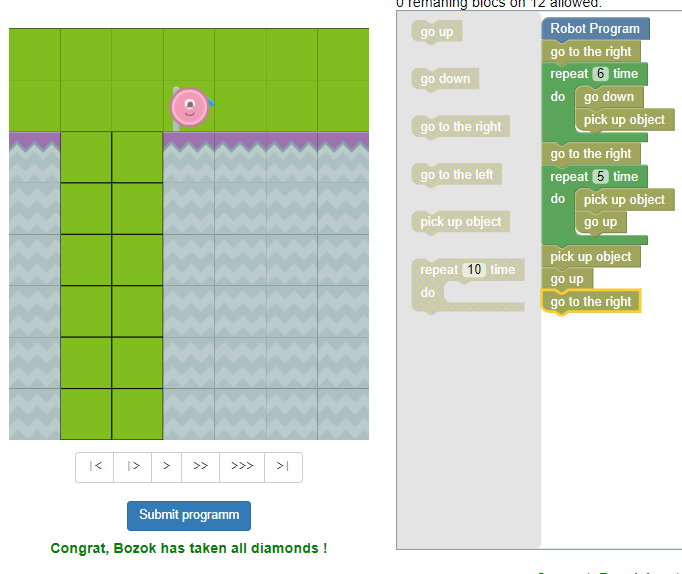 0 remaning blocs on 12 allowed.
go up
go down
go to the right
go to the left
pick up object
repeat 10 time
do
Robot Program
go to the right
repeat 6 time
do go down
pick up object
go to the right
repeat 5 time
do pick up object
go up
pick up object
go up
go to the right
|< |> > >> >>> >|
Submit programm
Congrat, Bozok has taken all diamonds !